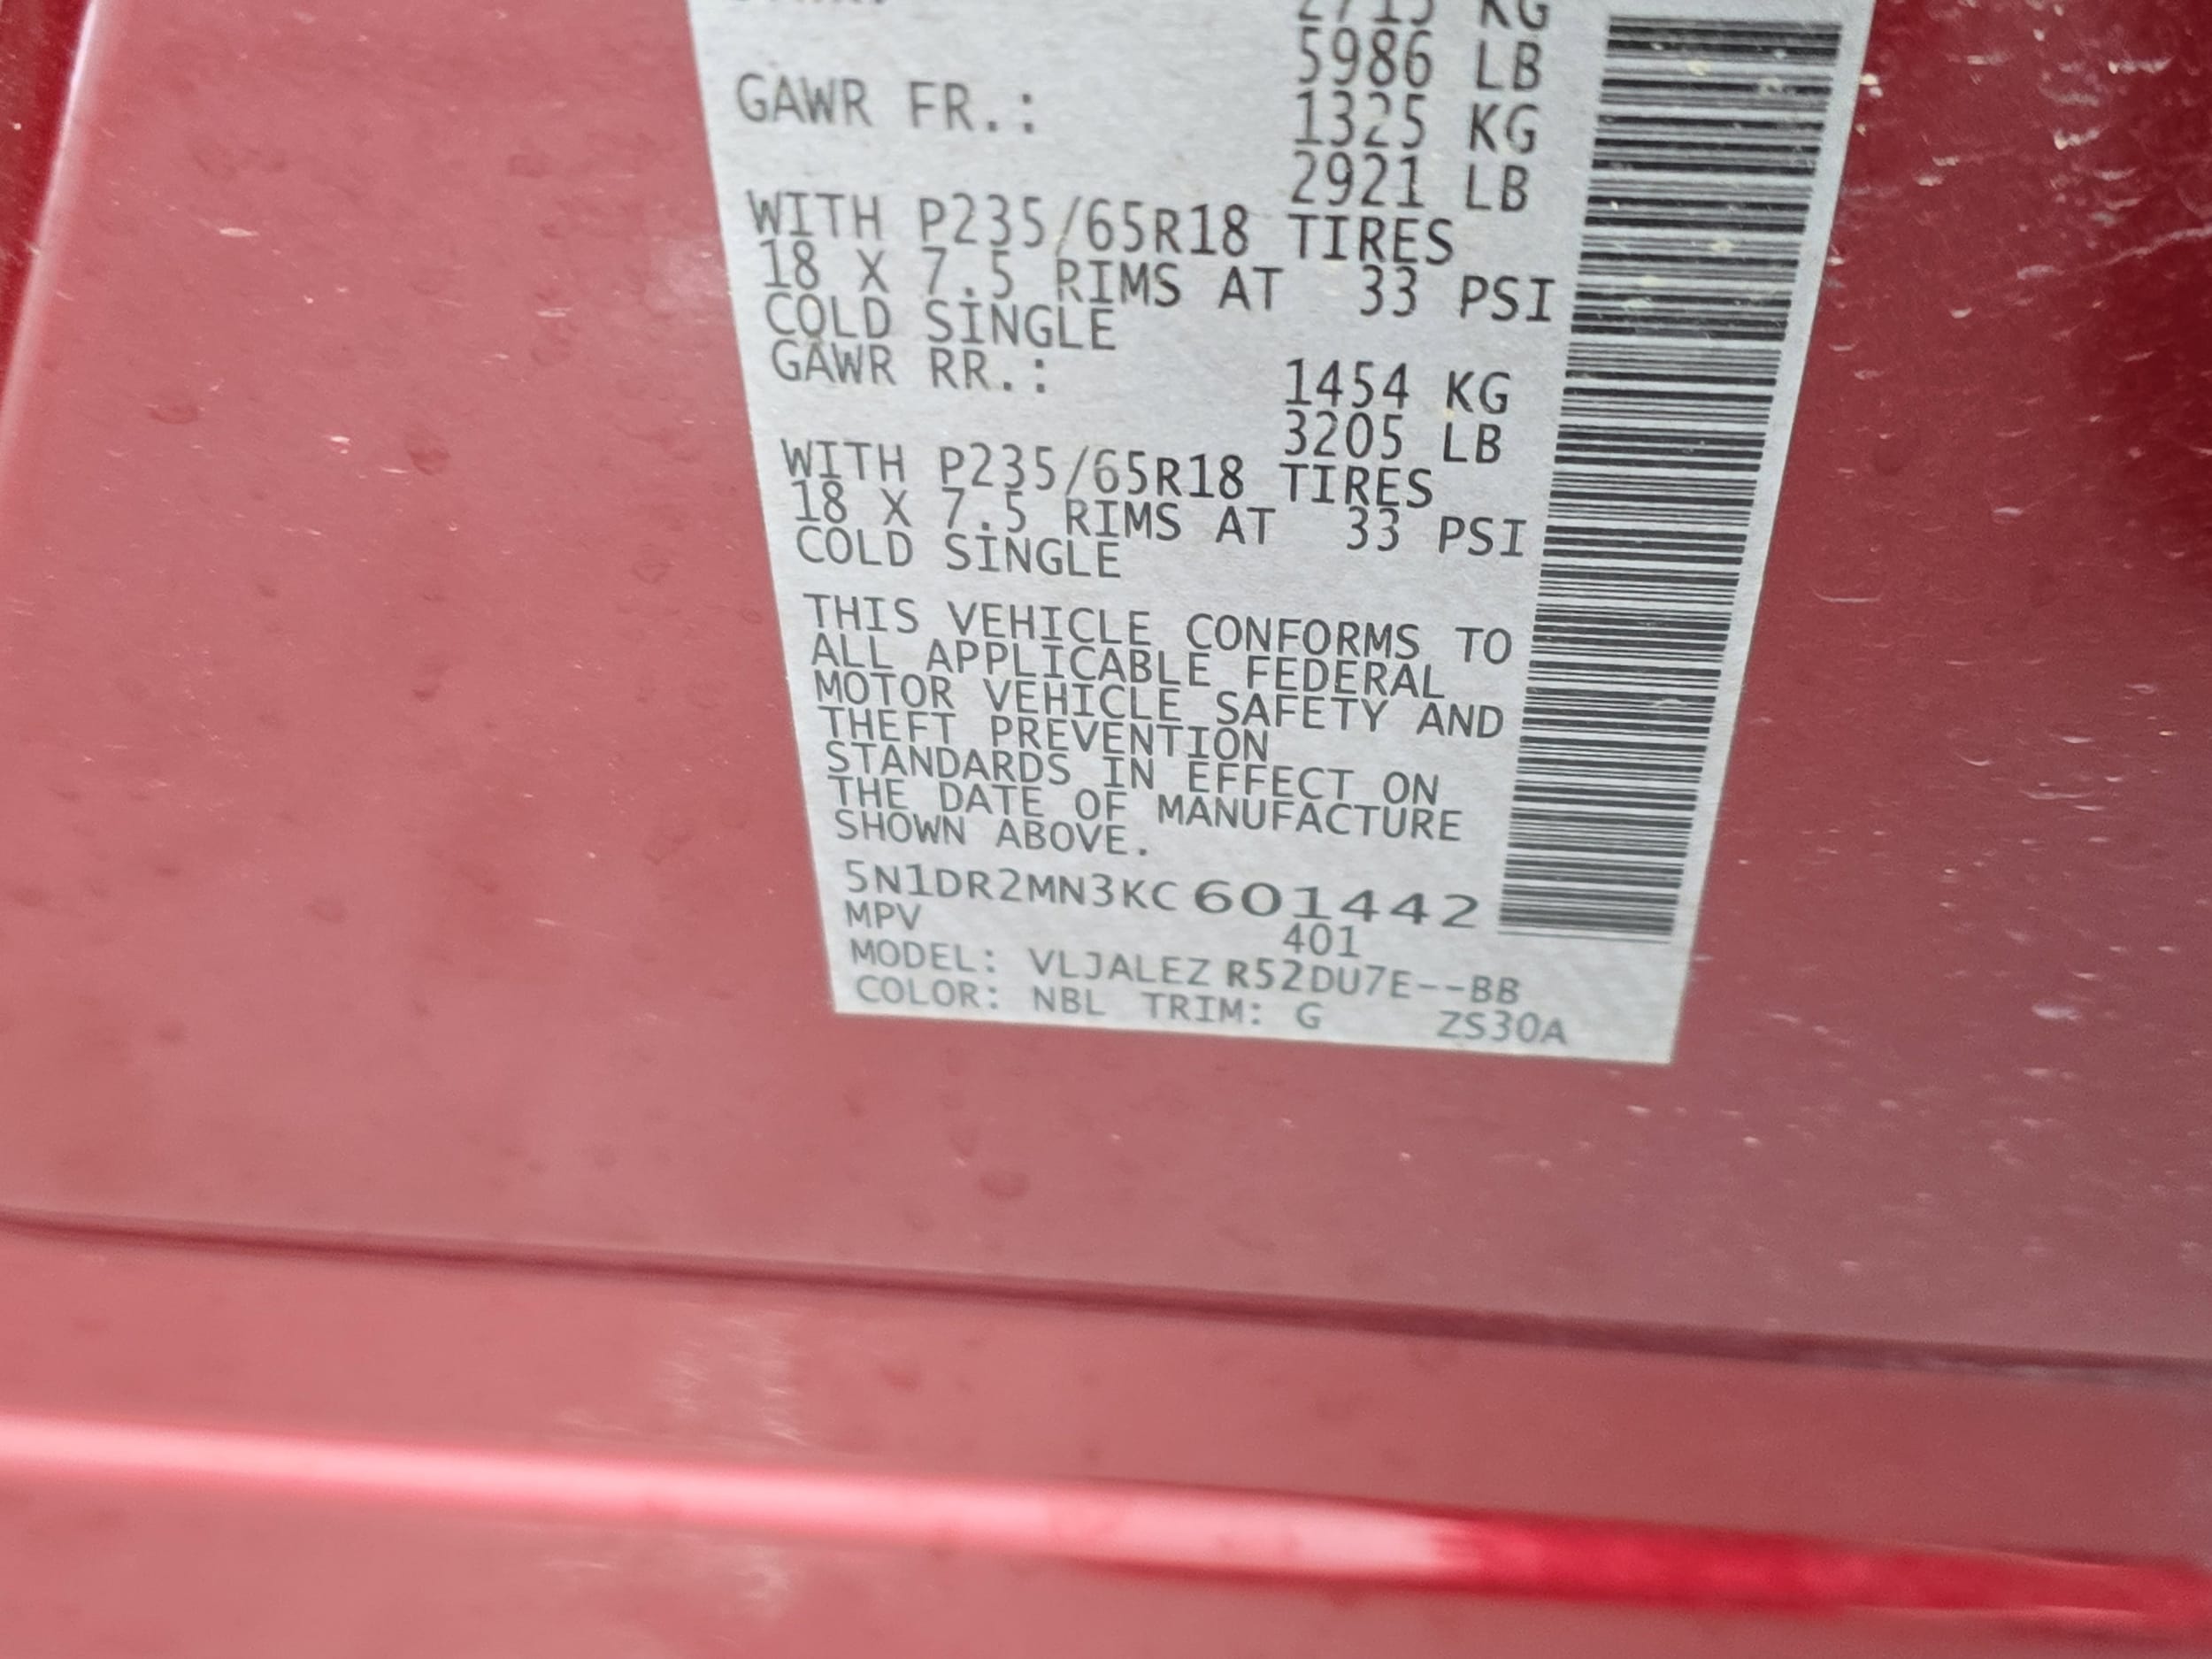 KG
5986 LB
GAWR FR.: 1325 KG
2921 LB
WITH P235/65R18 TIRES
18 X 7.5 RIMS AT 33 PSI
COLD SINGLE
GAWR RR.: 1454 KG
3205 LB
WITH P235/65R18 TIRES
18 X 7.5 RIMS AT 33 PSI
COLD SINGLE
THIS VEHICLE CONFORMS TO
ALL APPLICABLE FEDERAL
MOTOR VEHICLE SAFETY AND
THEFT PREVENTION
STANDARDS IN EFFECT ON
THE DATE OF MANUFACTURE
SHOWN ABOVE.
5N1DR2MN3KC 601442
MPV 401
MODEL: VLJALEZ R52DU7E--BB
COLOR: NBL TRIM: G ZS30A